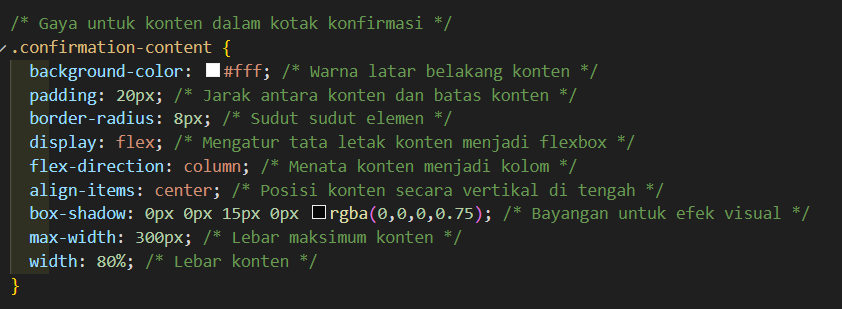 /* Gaya untuk konten dalam kotak konfirmasi */
.confirmation-content {
background-color: #fff; /* Warna latar belakang konten */
padding: 20px; /* Jarak antara konten dan batas konten */
border-radius: 8px; /* Sudut sudut elemen */
display: flex; /* Mengatur tata letak konten menjadi flexbox */
flex-direction: column; /* Menata konten menjadi kolom */
align-items: center; /* Posisi konten secara vertikal di tengah */
box-shadow: 0px 0px 15px 0px rgba(0,0,0,0.75); /* Bayangan untuk efek visual */
max-width: 300px; /* Lebar maksimum konten */
width: 80%; /* Lebar konten */
}